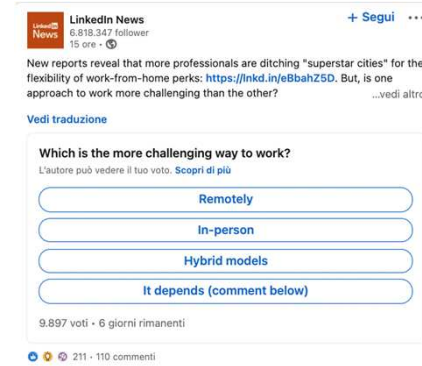 LinkedIn News
+ Segui
6.818.347 follower
15 ore •
New reports reveal that more professionals are ditching "superstar cities" for the
flexibility of work-from-home perks: https://lnkd.in/eBbahZ5D. But, is one
approach to work more challenging than the other?
...vedi altro
Vedi traduzione
Which is the more challenging way to work?
L'autore può vedere il tuo voto. Scopri di più
Remotely
In-person
Hybrid models
It depends (comment below)
9.897 voti • 6 giorni rimanenti
211 • 110 commenti